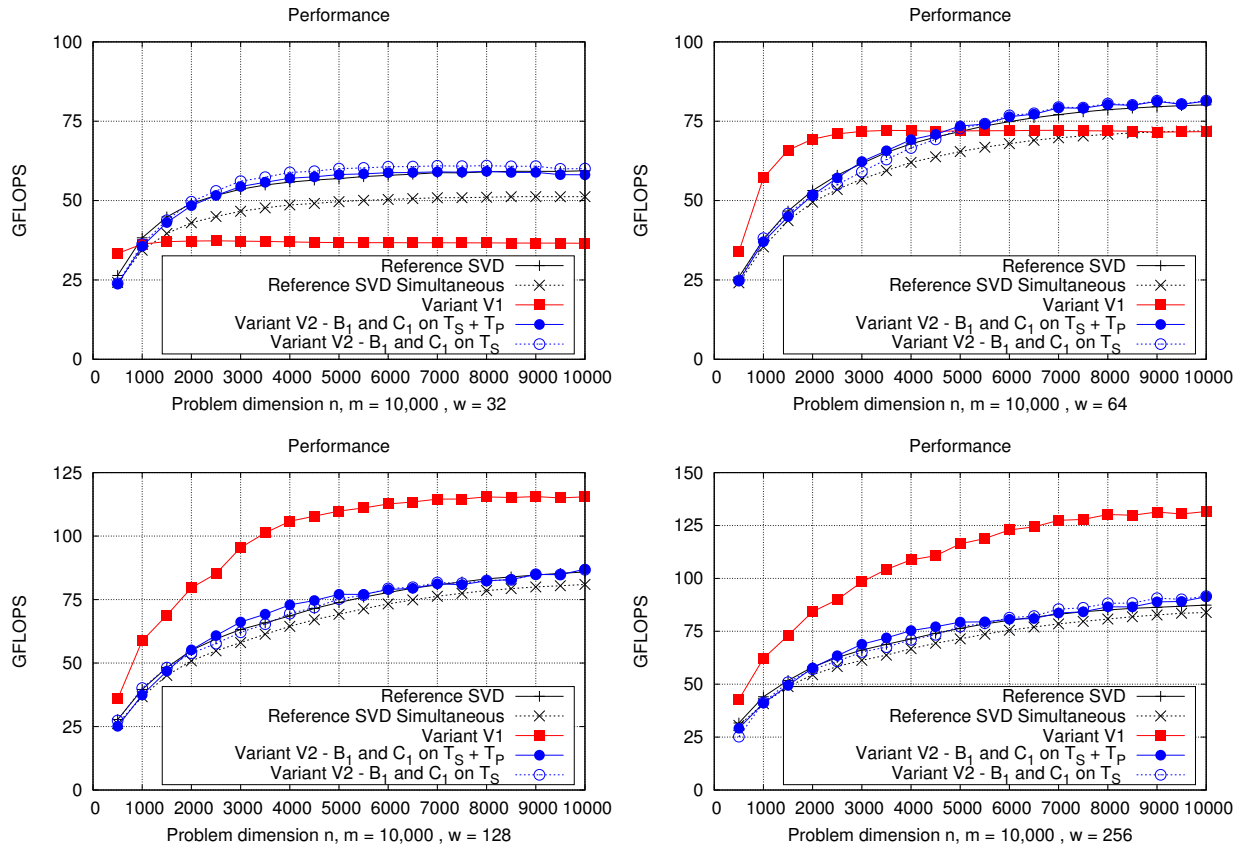 Performance
100
75
50
25
0
GFLOPS
Reference SVD
Reference SVD Simultaneous
Variant V1
Variant V2 - B1 and C1 on TS + TP
Variant V2 - B1 and C1 on TS
0 1000 2000 3000 4000 5000 6000 7000 8000 9000 10000
Problem dimension n, m = 10,000 , w = 32
Performance
100
75
50
25
0
GFLOPS
Reference SVD
Reference SVD Simultaneous
Variant V1
Variant V2 - B1 and C1 on TS + TP
Variant V2 - B1 and C1 on TS
0 1000 2000 3000 4000 5000 6000 7000 8000 9000 10000
Problem dimension n, m = 10,000 , w = 64
Performance
125
100
75
50
25
0
GFLOPS
Reference SVD
Reference SVD Simultaneous
Variant V1
Variant V2 - B1 and C1 on TS + TP
Variant V2 - B1 and C1 on TS
0 1000 2000 3000 4000 5000 6000 7000 8000 9000 10000
Problem dimension n, m = 10,000 , w = 128
Performance
150
125
100
75
50
25
0
GFLOPS
Reference SVD
Reference SVD Simultaneous
Variant V1
Variant V2 - B1 and C1 on TS + TP
Variant V2 - B1 and C1 on TS
0 1000 2000 3000 4000 5000 6000 7000 8000 9000 10000
Problem dimension n, m = 10,000 , w = 256